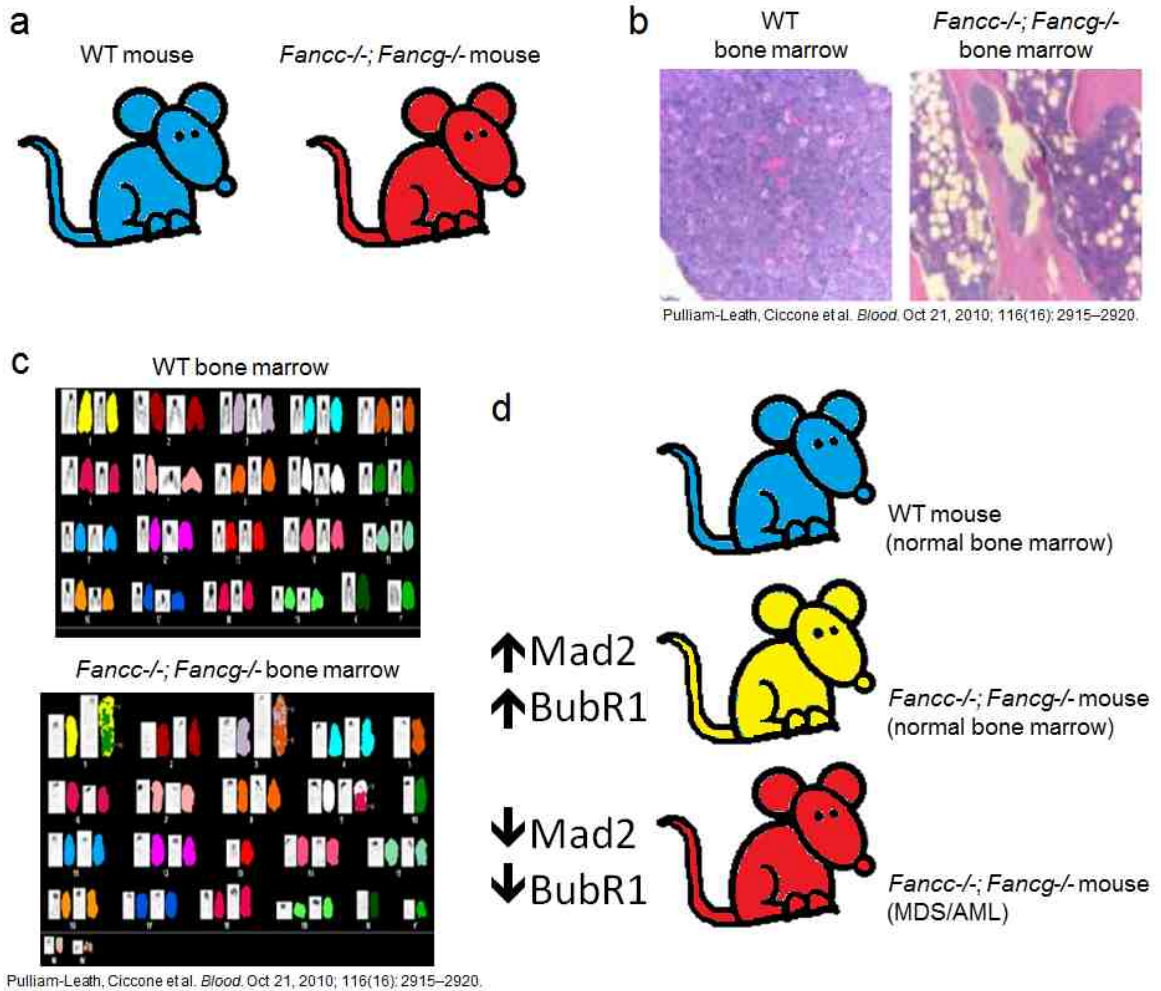 a
WT mouse
Fancc-/-; Fancg-/- mouse
b
WT
bone marrow
Fancc-/-; Fancg-/-
bone marrow
Pulliam-Leath, Ciccone et al. Blood. Oct 21, 2010; 116(16): 2915–2920.
c
WT bone marrow
Fancc-/-; Fancg-/- bone marrow
Pulliam-Leath, Ciccone et al. Blood. Oct 21, 2010; 116(16): 2915–2920.
d
WT mouse
(normal bone marrow)
↑Mad2
↑BubR1
Fancc-/-; Fancg-/- mouse
(normal bone marrow)
↓Mad2
↓BubR1
Fancc-/-; Fancg-/- mouse
(MDS/AML)